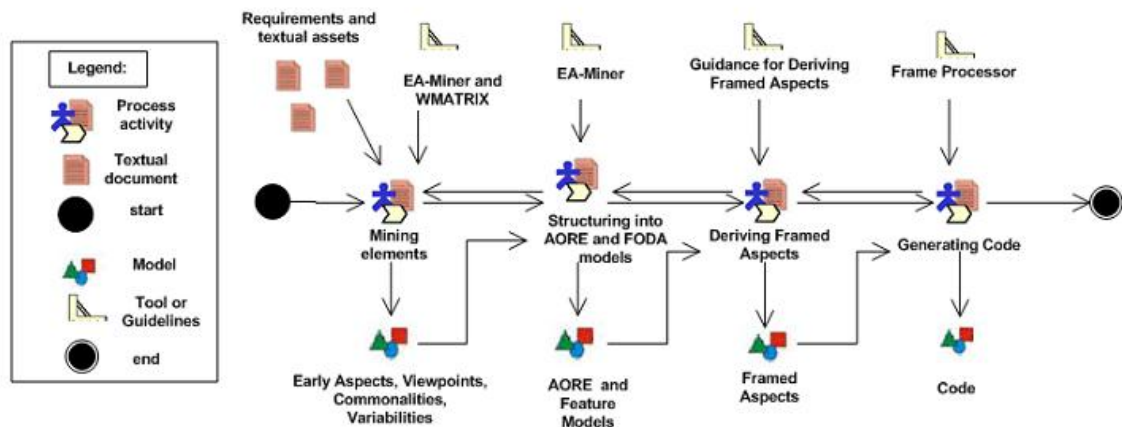 Legend:
Process
activity
Textual
document
start
Model
Tool or
Guidelines
end
Requirements and
textual assets
EA-Miner and
WMATRIX
EA-Miner
Guidance for Deriving
Framed Aspects
Frame Processor
Mining
elements
Structuring into
AORE and FODA
models
Deriving Framed
Aspects
Generating Code
Early Aspects, Viewpoints,
Commonalities,
Variabilities
AORE and
Feature
Models
Framed
Aspects
Code